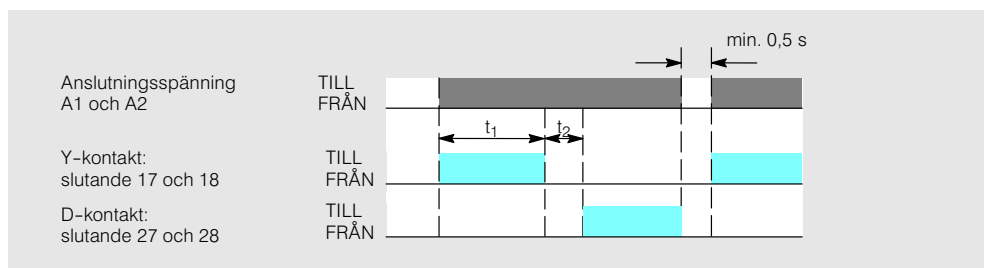 min. 0,5 s
Anslutningsspänning
A1 och A2
TILL
FRÅN
t1
t2
Y-kontakt:
slutande 17 och 18
TILL
FRÅN
D-kontakt:
slutande 27 och 28
TILL
FRÅN